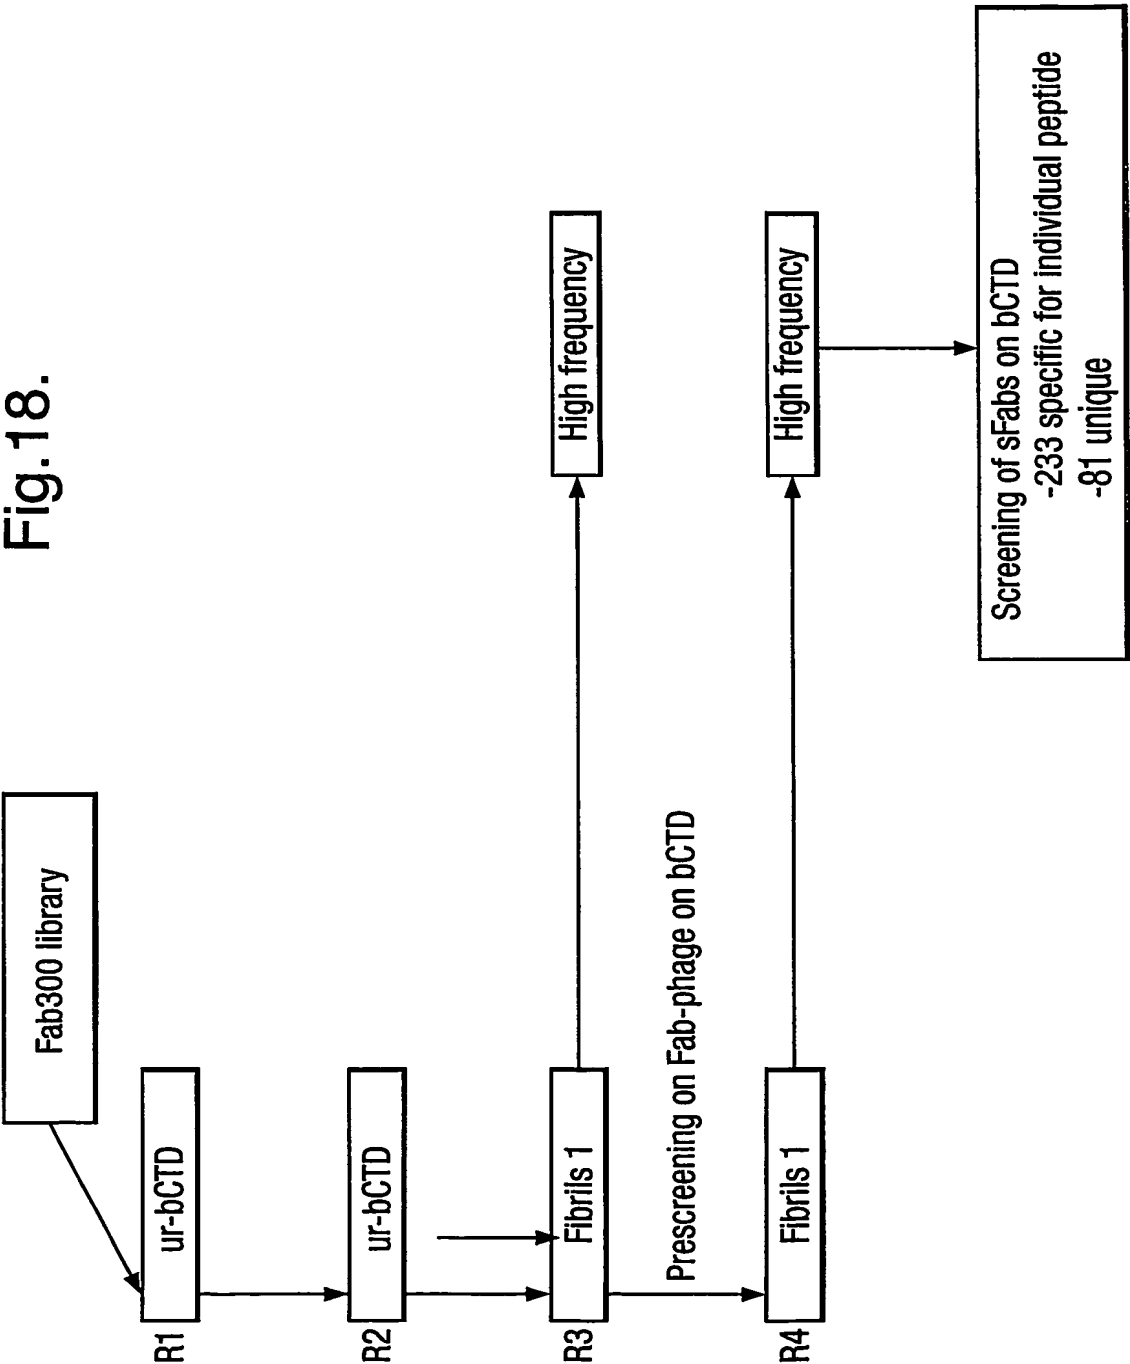 Fig.18.
Fab300 library
R1
ur-bCTD
R2
ur-bCTD
R3
Fibrils 1
High frequency
Prescreening on Fab-phage on bCTD
R4
Fibrils 1
High frequency
Screening of sFabs on bCTD
-233 specific for individual peptide
-81 unique